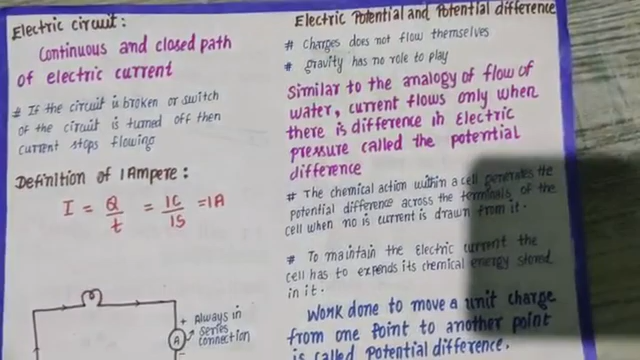 Electric circuit:
Continuous and closed path
of electric current
# If the circuit is broken or switch
of the circuit is turned off then
current stops flowing
Definition of 1 Ampere:
I = Q/t = 1C/1S = 1A
+ Always in
series
connection
A
-
Electric Potential and Potential difference
# Charges does not flow themselves
# gravity has no role to play
Similar to the analogy of flow of
water, current flows only when
there is difference in Electric
pressure called the potential
difference
# The chemical action within a cell generates the
potential difference across the terminals of the
cell when no is current is drawn from it.
# To maintain the Electric current the
cell has to expends its chemical energy stored
in it.
Work done to move a unit charge
from one point to another point
is called Potential difference.